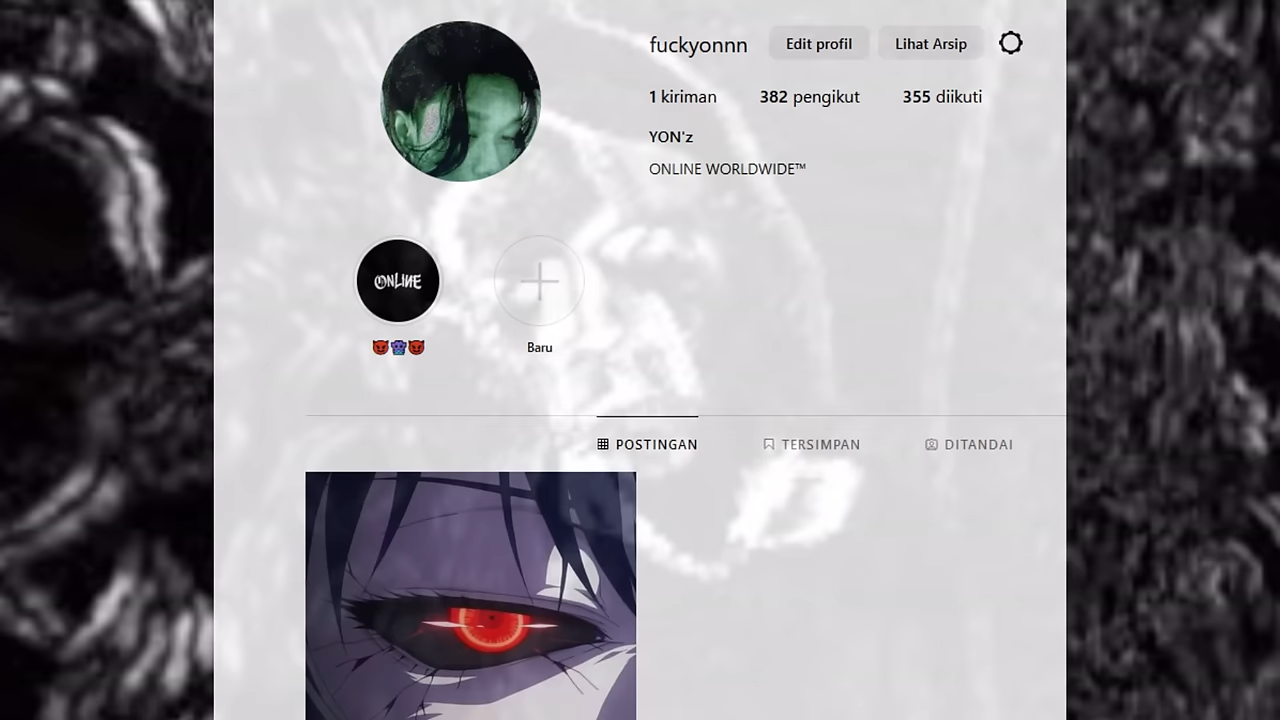 fuckyonnn Edit profil Lihat Arsip
1 kiriman 382 pengikut 355 diikuti
YON'z
ONLINE WORLDWIDE™
ONLINE
Baru
POSTINGAN TERSIMPAN DITANDAI